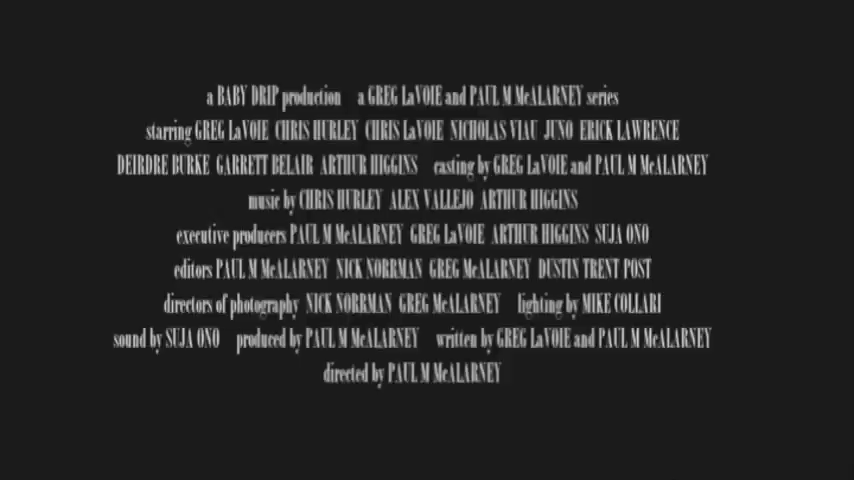 a BABY DRIP production a GREG LaVOIE and PAUL M McALARNEY series
starring GREG LaVOIE CHRIS HURLEY CHRIS LaVOIE NICHOLAS VIAU JUNO ERICK LAWRENCE
DEIRDRE BURKE GARRETT BELAIR ARTHUR HIGGINS casting by GREG LaVOIE and PAUL M McALARNEY
music by CHRIS HURLEY ALEX VALLEJO ARTHUR HIGGINS
executive producers PAUL M McALARNEY GREG LaVOIE ARTHUR HIGGINS SUJA ONO
editors PAUL M McALARNEY NICK NORRMAN GREG McALARNEY DUSTIN TRENT POST
directors of photography NICK NORRMAN GREG McALARNEY lighting by MIKE COLLARI
sound by SUJA ONO produced by PAUL M McALARNEY written by GREG LaVOIE and PAUL M McALARNEY
directed by PAUL M McALARNEY